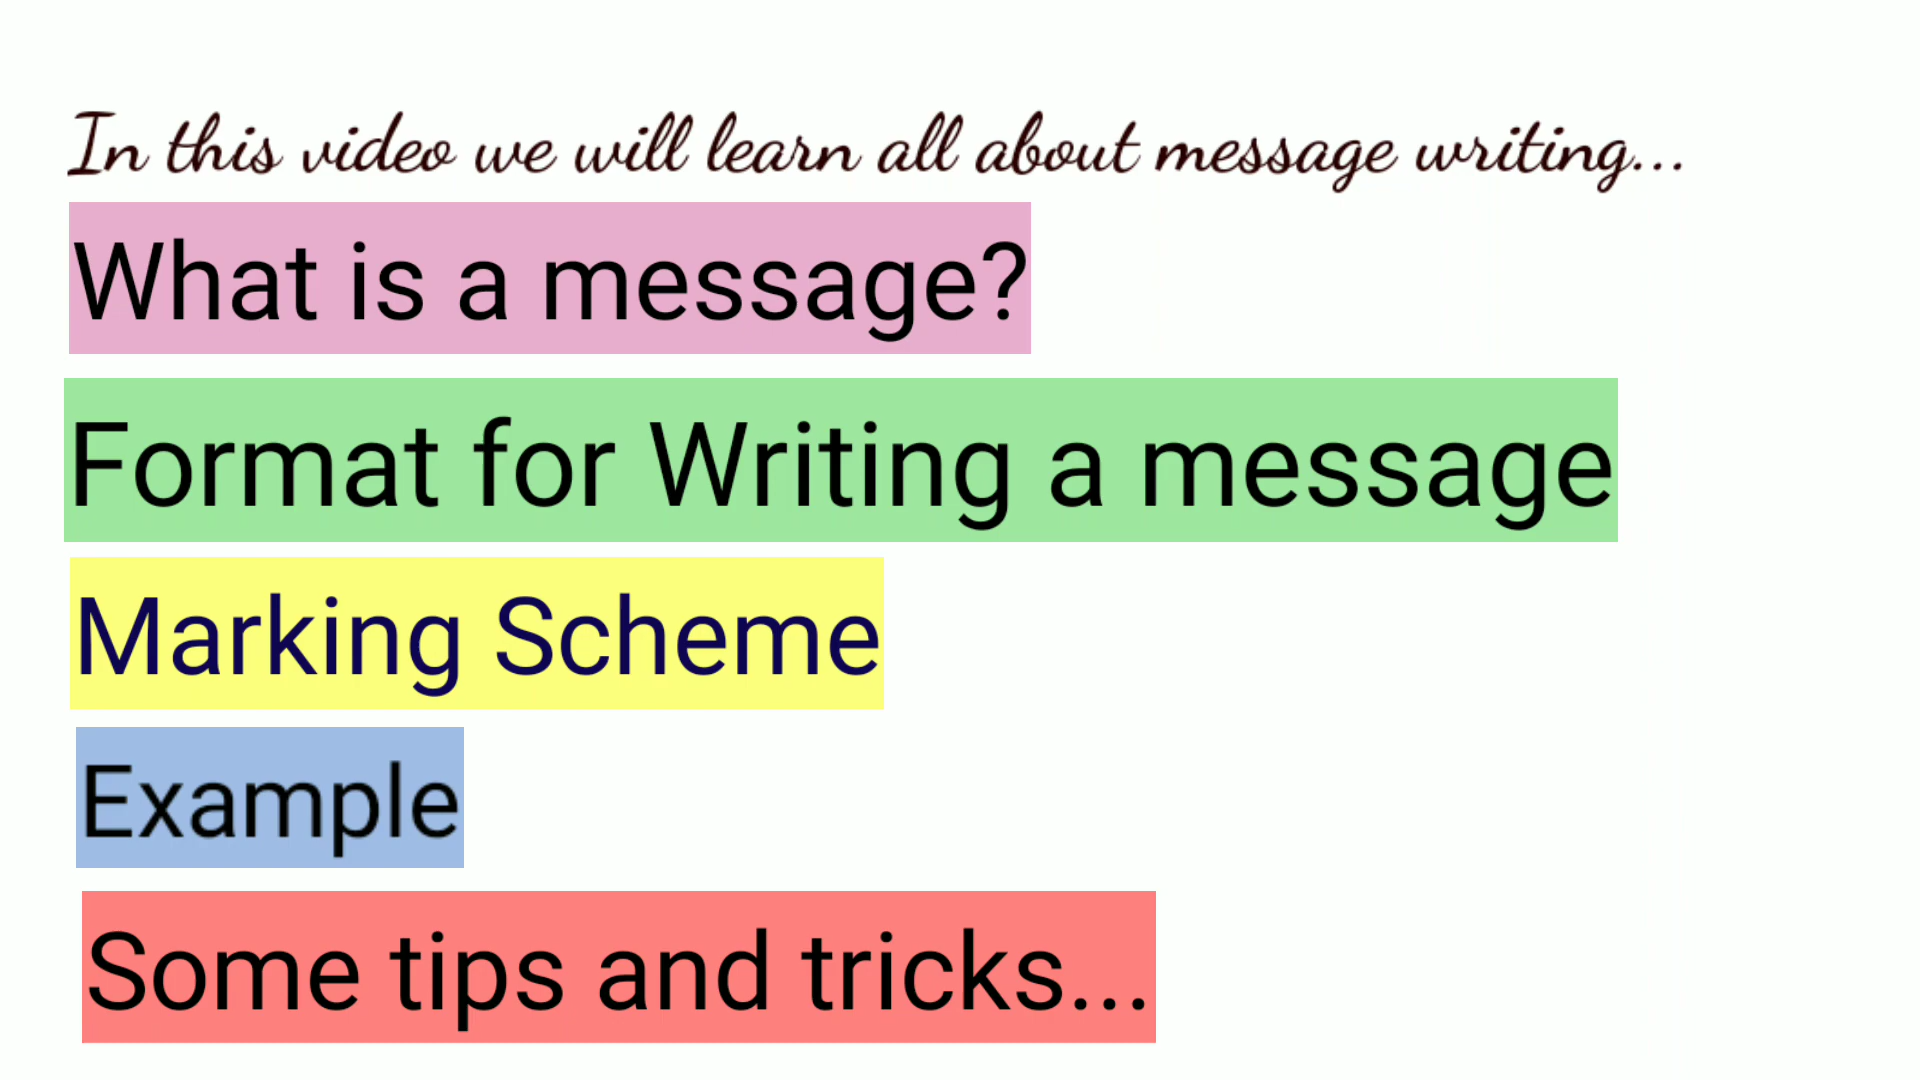 In this video we will learn all about message writing...
What is a message?
Format for Writing a message
Marking Scheme
Example
Some tips and tricks...